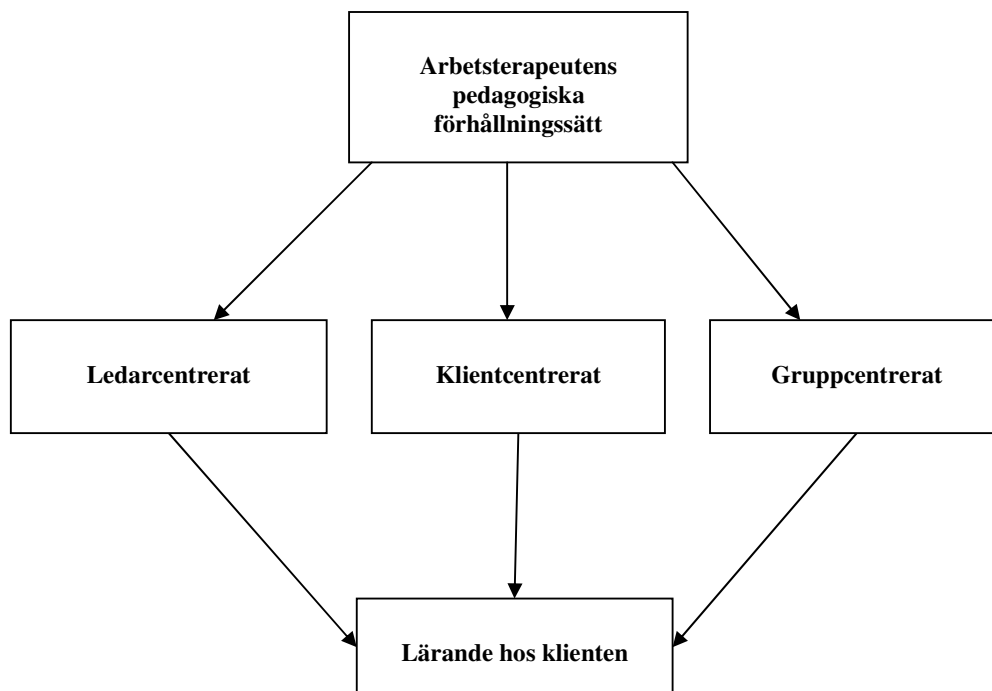 Arbetsterapeutens
pedagogiska
förhållningssätt
Ledarcentrerat
Klientcentrerat
Gruppcentrerat
Lärande hos klienten